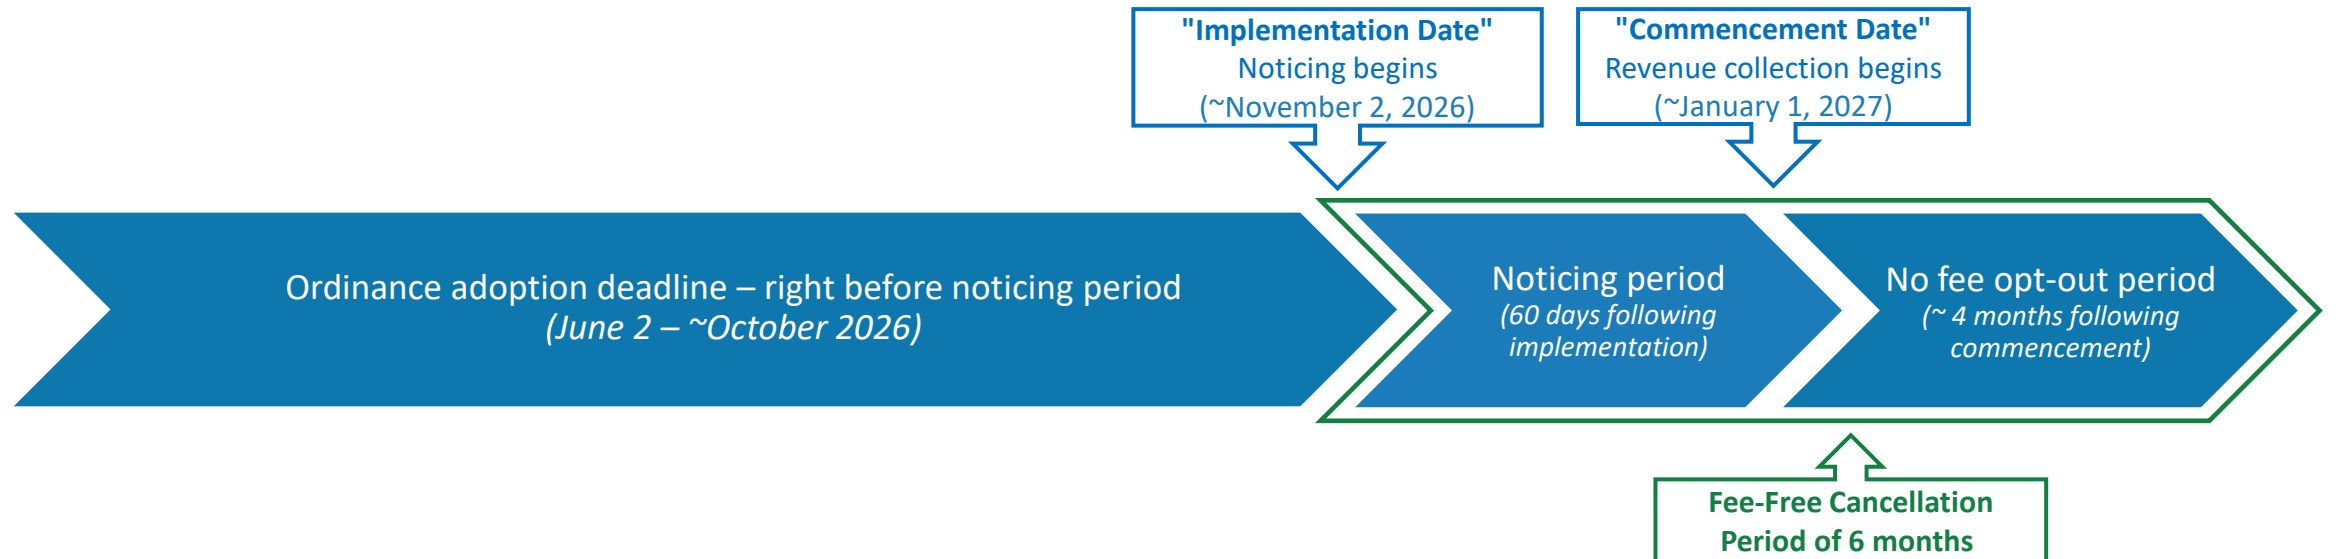 "Implementation Date"
Noticing begins
(~November 2, 2026)
"Commencement Date"
Revenue collection begins
(~January 1, 2027)
Ordinance adoption deadline – right before noticing period
(June 2 – ~October 2026)
Noticing period
(60 days following
implementation)
No fee opt-out period
(~ 4 months following
commencement)
Fee-Free Cancellation
Period of 6 months